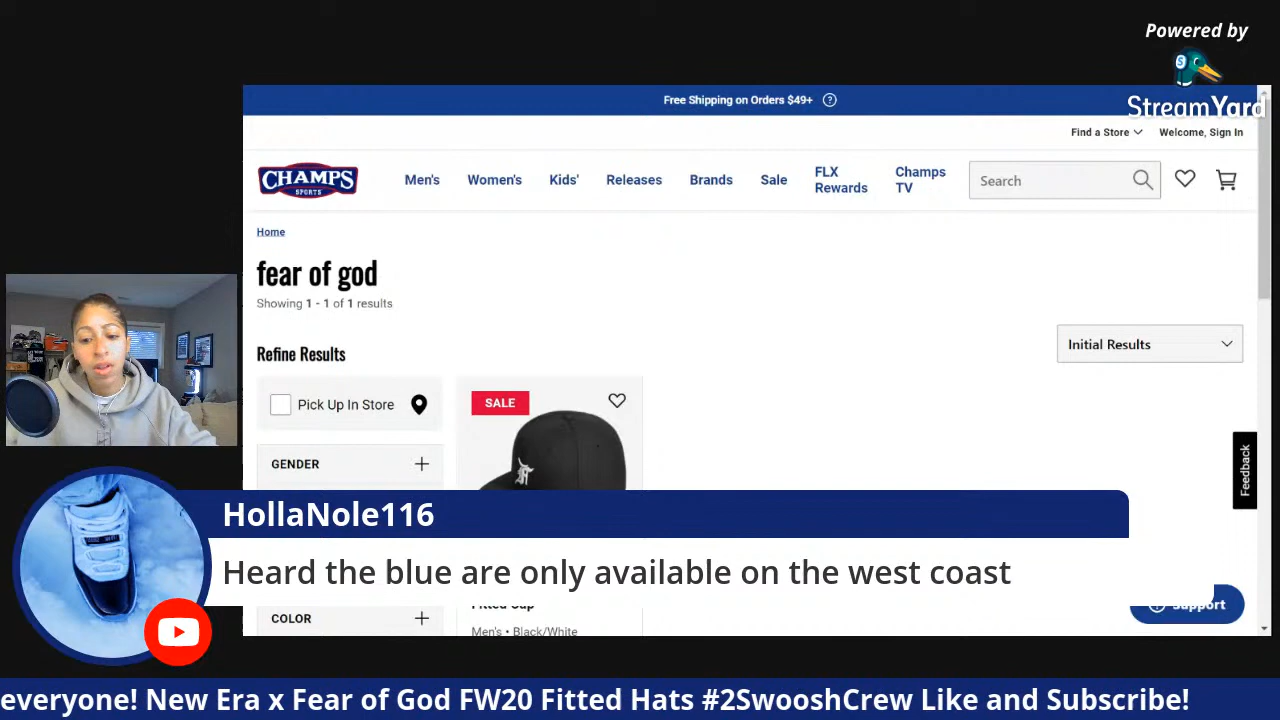 Powered by
StreamYard
Free Shipping on Orders $49+ ?
Find a Store
Welcome, Sign In
CHAMPS
SPORTS
Men's
Women's
Kids'
Releases
Brands
Sale
FLX
Rewards
Champs
TV
Search
Home
fear of god
Showing 1 - 1 of 1 results
Refine Results
Initial Results
Pick Up In Store
SALE
GENDER
Feedback
HollaNole116
Heard the blue are only available on the west coast
Fitted Cap
Support
COLOR
Men's • Black/White
everyone! New Era x Fear of God FW20 Fitted Hats #2SwooshCrew Like and Subscribe!